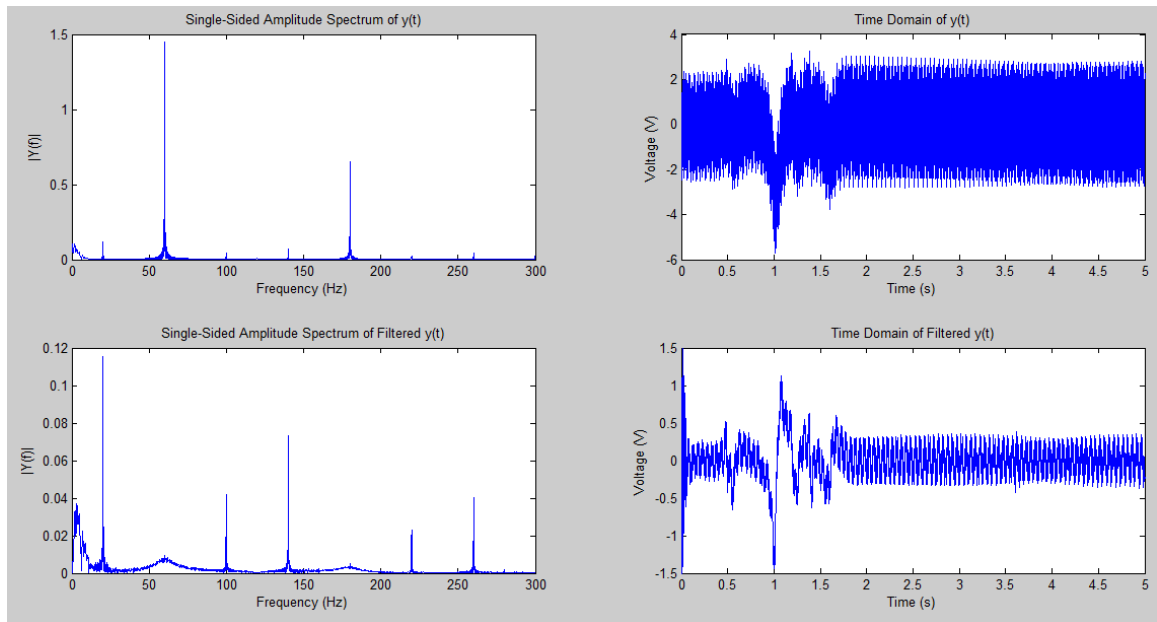 Single-Sided Amplitude Spectrum of y(t)
1.5
1
0.5
0
|Y(f)|
0 50 100 150 200 250 300
Frequency (Hz)
Time Domain of y(t)
4
2
0
-2
-4
-6
Voltage (V)
0 0.5 1 1.5 2 2.5 3 3.5 4 4.5 5
Time (s)
Single-Sided Amplitude Spectrum of Filtered y(t)
0.12
0.1
0.08
0.06
0.04
0.02
0
|Y(f)|
0 50 100 150 200 250 300
Frequency (Hz)
Time Domain of Filtered y(t)
1.5
1
0.5
0
-0.5
-1
-1.5
Voltage (V)
0 0.5 1 1.5 2 2.5 3 3.5 4 4.5 5
Time (s)